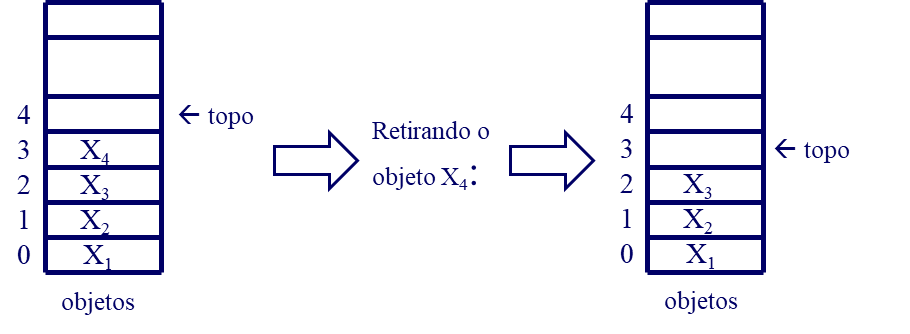 4 ← topo
3 X₄
2 X₃
1 X₂
0 X₁
objetos
Retirando o
objeto X₄:
4
3 ← topo
2 X₃
1 X₂
0 X₁
objetos